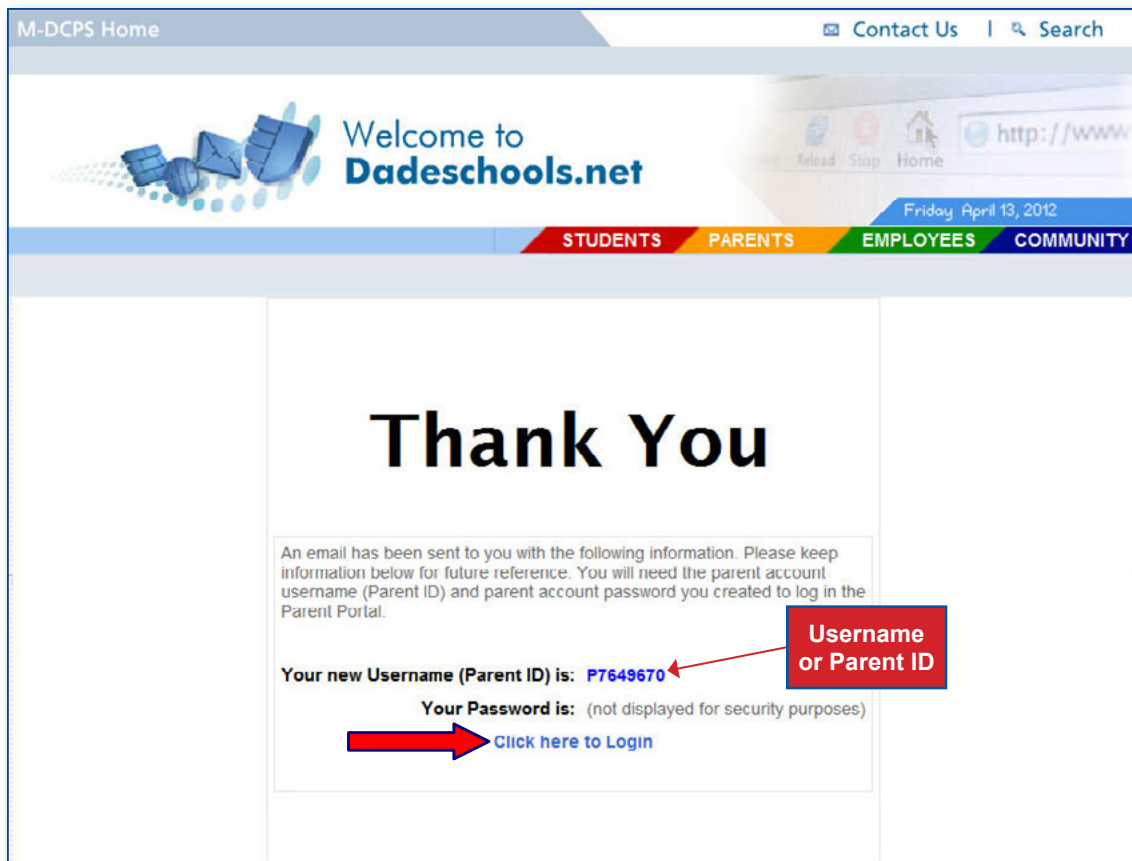 M-DCPS Home
Contact Us | Search
Welcome to
Dadeschools.net
Reload Stop Home
http://www
Friday April 13, 2012
STUDENTS PARENTS EMPLOYEES COMMUNITY
Thank You
An email has been sent to you with the following information. Please keep
information below for future reference. You will need the parent account
username (Parent ID) and parent account password you created to log in the
Parent Portal.
Username
or Parent ID
Your new Username (Parent ID) is: P7649670
Your Password is: (not displayed for security purposes)
Click here to Login